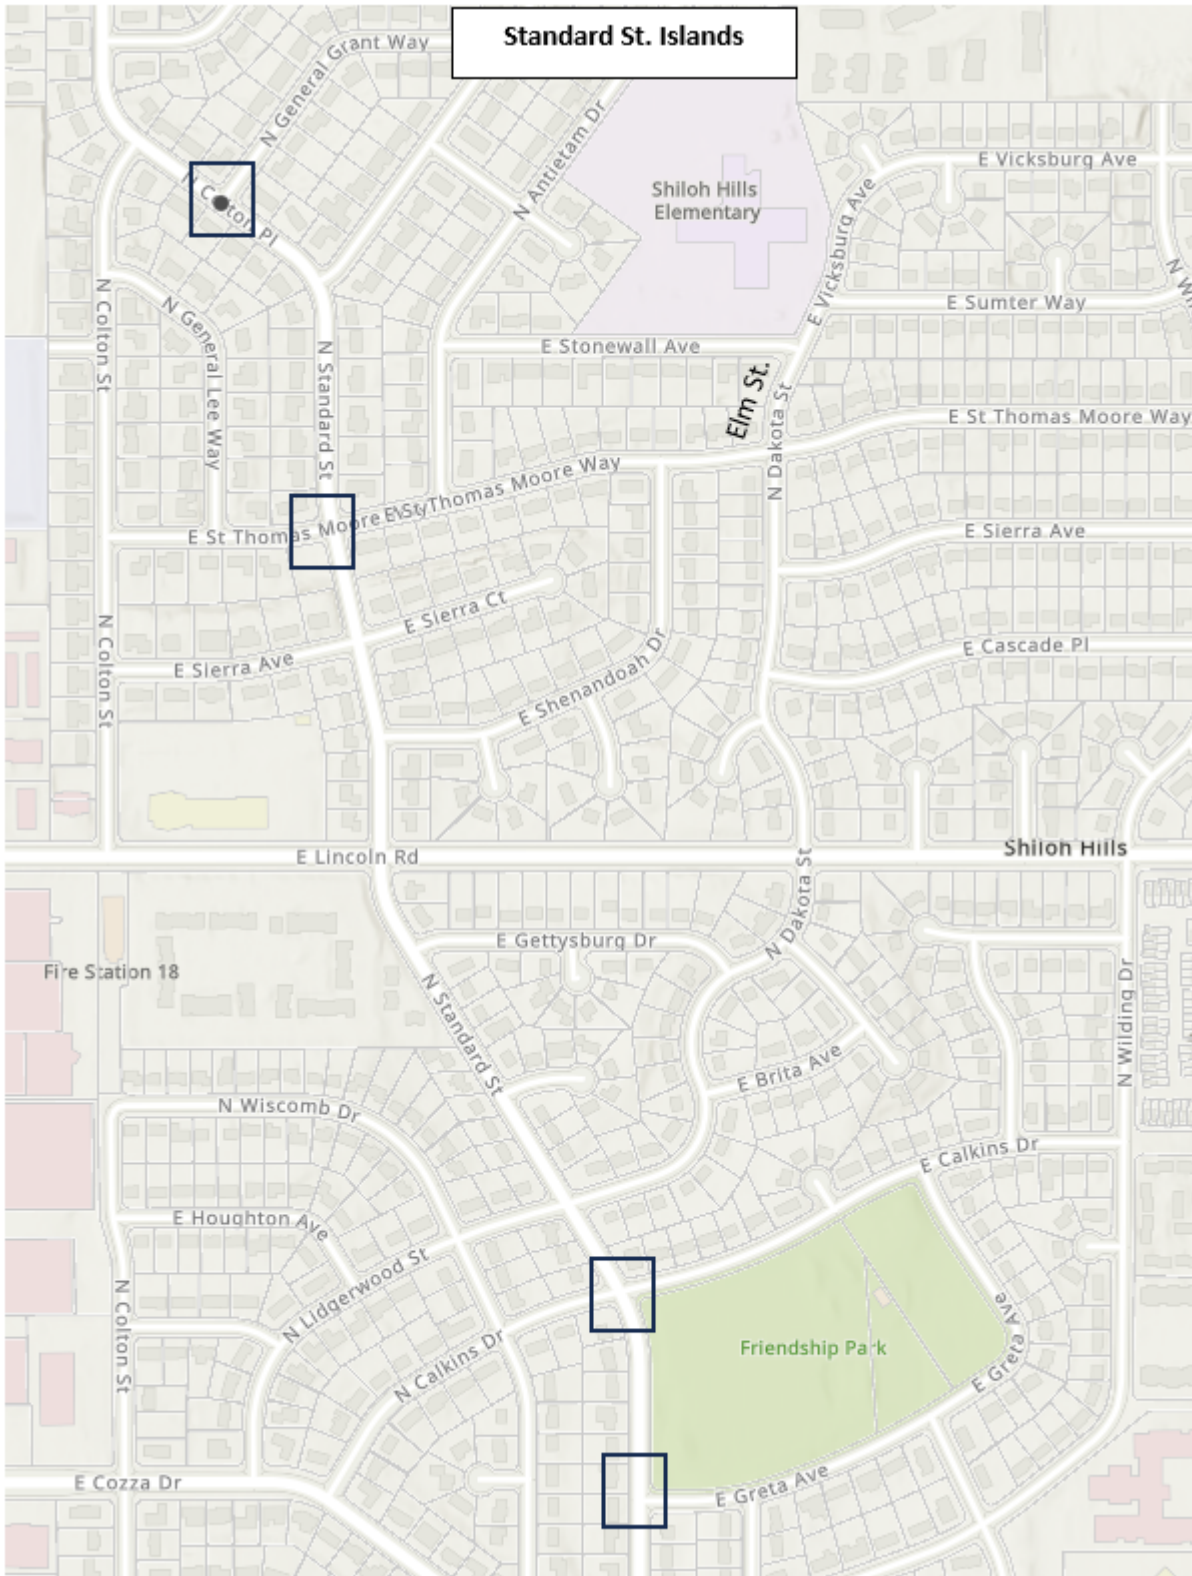 Standard St. Islands
N General Grant Way
N Antietam Dr
E Vicksburg Ave
Shiloh Hills
Elementary
N Colton Pl
E Vicksburg Ave
N Colton St
N General Lee Way
E Sumter Way
N Standard St
E Stonewall Ave
Elm St.
N Dakota St
E St Thomas Moore Way
E St Thomas Moore Way
E St Thomas Moore Way
E Sierra Ave
E Sierra Ct
N Colton St
E Sierra Ave
E Shenandoah Dr
E Cascade Pl
E Lincoln Rd
Shiloh Hills
N Dakota St
E Gettysburg Dr
Fire Station 18
N Standard St
N Wilding Dr
E Brita Ave
N Wiscomb Dr
E Calkins Dr
E Houghton Ave
N Lidgerwood St
N Colton St
N Calkins Dr
Friendship Park
E Greta Ave
E Cozza Dr
E Greta Ave